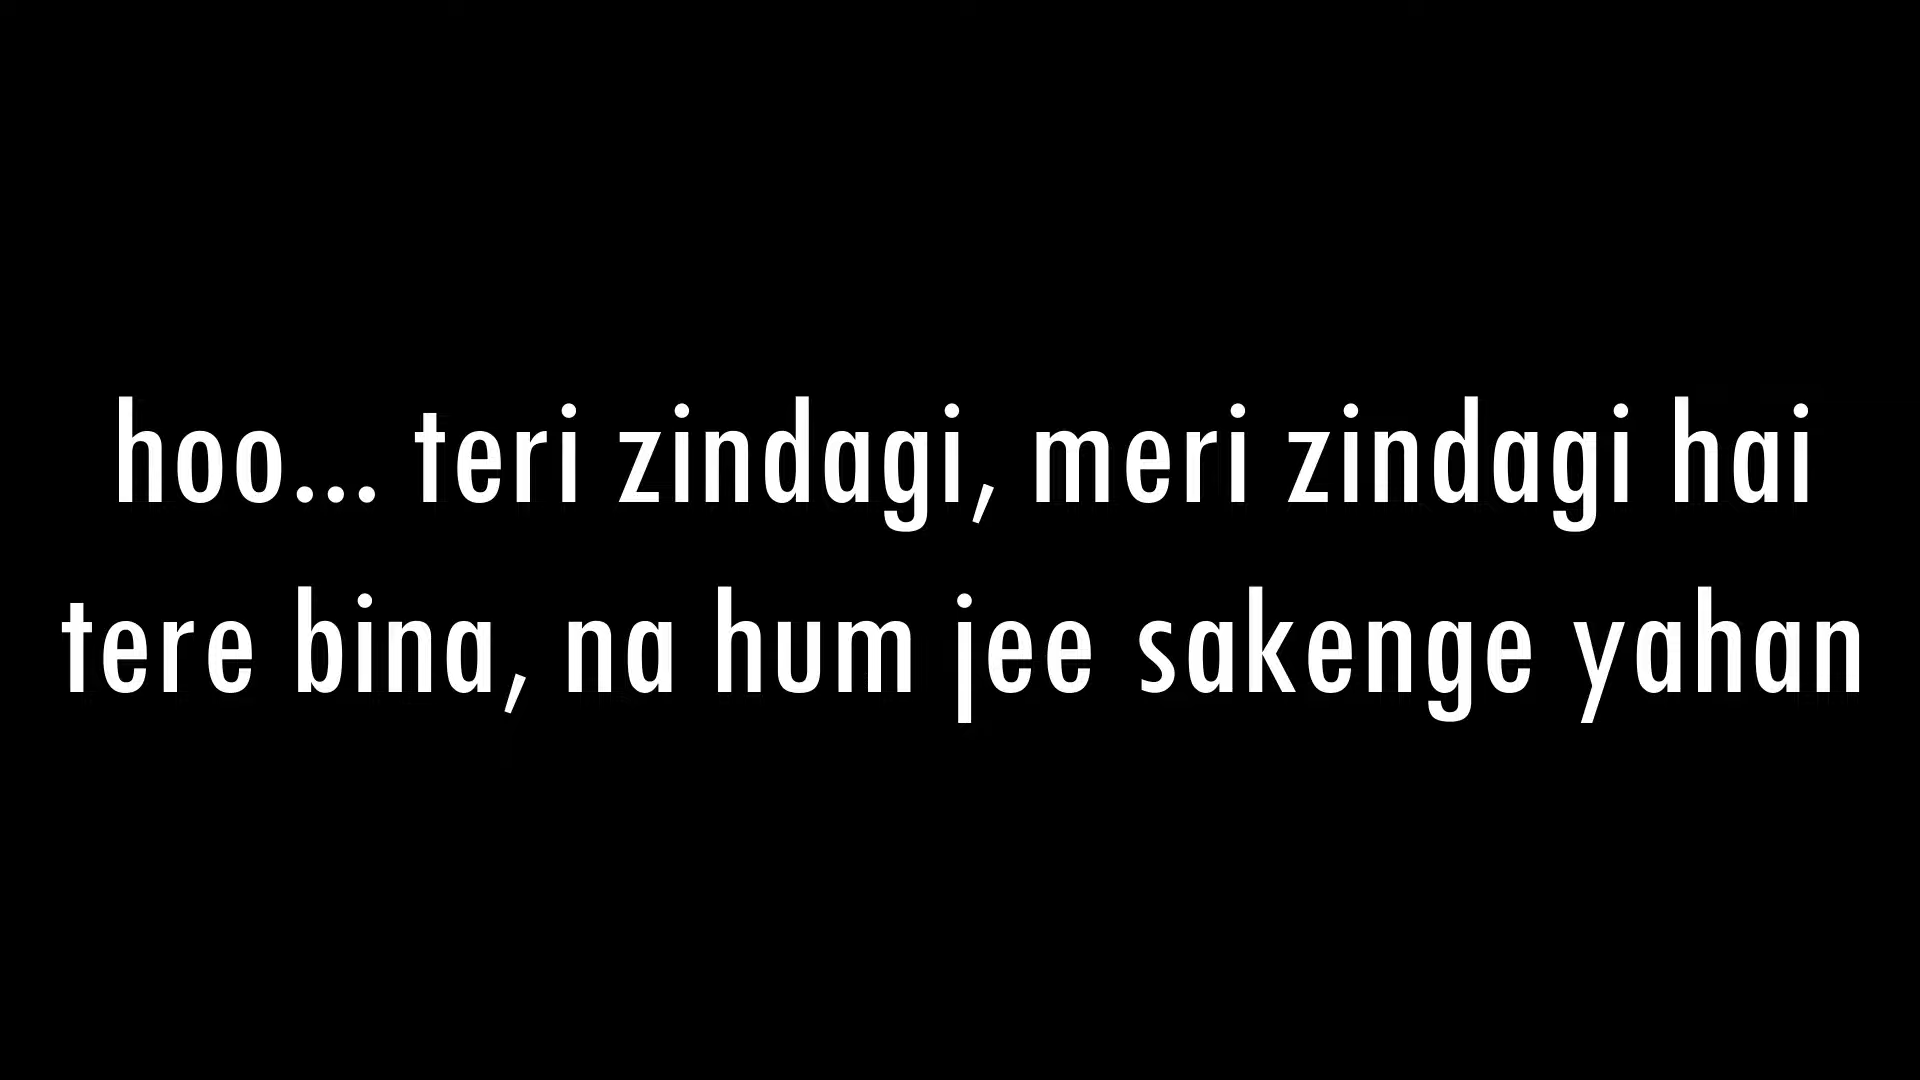 hoo... teri zindagi, meri zindagi hai
tere bina, na hum jee sakenge yahan